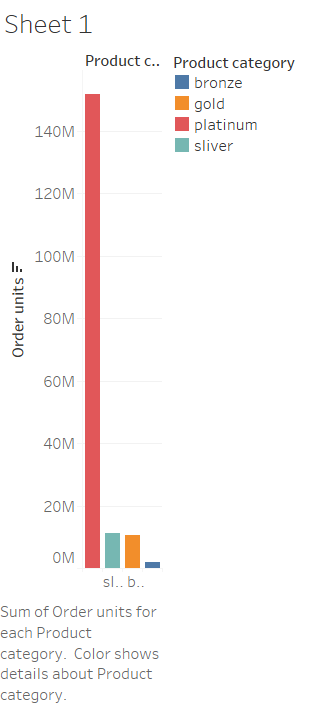 Sheet 1
Product c..
Product category
bronze
gold
platinum
sliver
140M
120M
100M
80M
60M
40M
20M
0M
Order units
sl.. b..
Sum of Order units for
each Product
category. Color shows
details about Product
category.